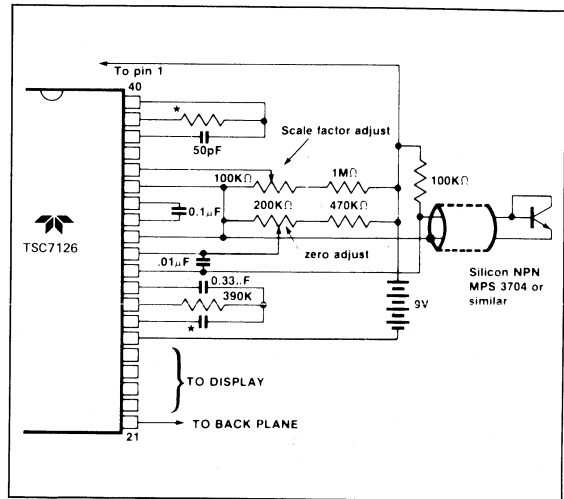 To pin 1
40
*
50pF
Scale factor adjust
100KΩ
1MΩ
100KΩ
200KΩ
470KΩ
0.1µF
TSC7126
zero adjust
.01µF
0.33..F
390K
*
9V
Silicon NPN
MPS 3704 or
similar
TO DISPLAY
TO BACK PLANE
21